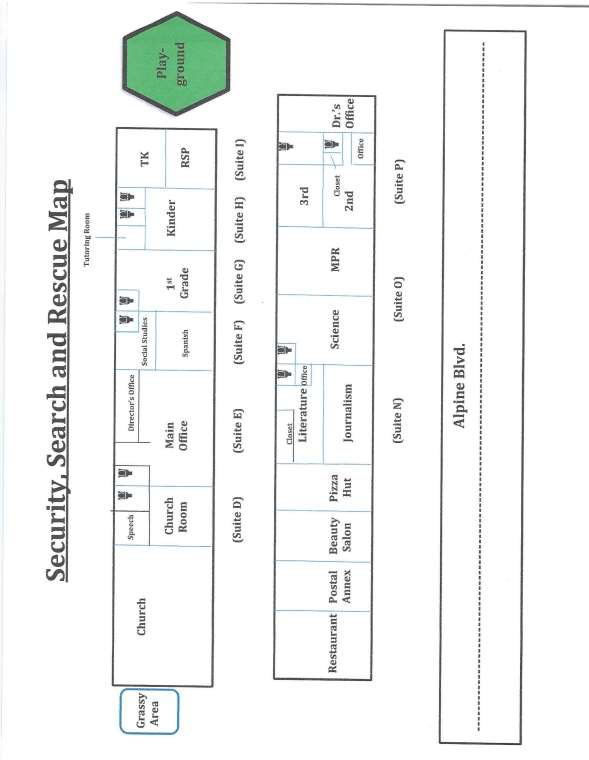 Security, Search and Rescue Map
Tutoring Room
Grassy
Area
Church
Speech
Church
Room
Director's Office
Main
Office
Social Studies
Spanish
1st
Grade
Kinder
TK
RSP
Play-
ground
(Suite D)
(Suite E)
(Suite F)
(Suite G)
(Suite H)
(Suite I)
Restaurant
Postal
Annex
Beauty
Salon
Pizza
Hut
Closet
Literature
Office
Journalism
Science
MPR
3rd
Closet
2nd
Office
Dr.'s
Office
(Suite N)
(Suite O)
(Suite P)
Alpine Blvd.